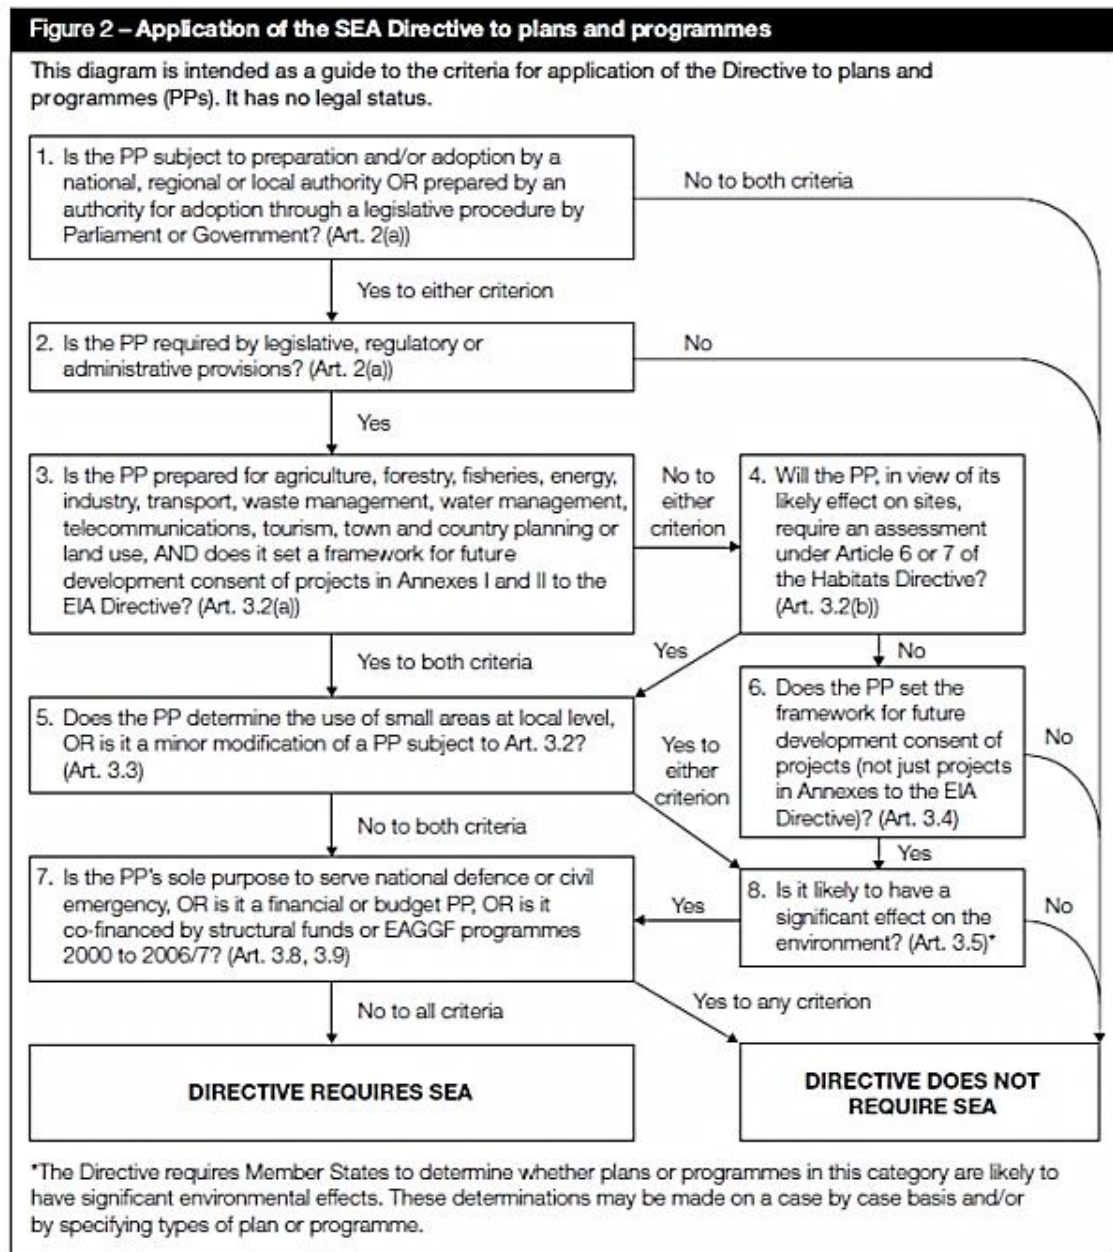 Figure 2 – Application of the SEA Directive to plans and programmes
This diagram is intended as a guide to the criteria for application of the Directive to plans and
programmes (PPs). It has no legal status.
1. Is the PP subject to preparation and/or adoption by a
national, regional or local authority OR prepared by an
authority for adoption through a legislative procedure by
Parliament or Government? (Art. 2(a))
No to both criteria
Yes to either criterion
2. Is the PP required by legislative, regulatory or
administrative provisions? (Art. 2(a))
No
Yes
3. Is the PP prepared for agriculture, forestry, fisheries, energy,
industry, transport, waste management, water management,
telecommunications, tourism, town and country planning or
land use, AND does it set a framework for future
development consent of projects in Annexes I and II to the
EIA Directive? (Art. 3.2(a))
No to
either
criterion
4. Will the PP, in view of its
likely effect on sites,
require an assessment
under Article 6 or 7 of
the Habitats Directive?
(Art. 3.2(b))
Yes to both criteria
Yes
No
5. Does the PP determine the use of small areas at local level,
OR is it a minor modification of a PP subject to Art. 3.2?
(Art. 3.3)
Yes to
either
criterion
6. Does the PP set the
framework for future
development consent of
projects (not just projects
in Annexes to the EIA
Directive)? (Art. 3.4)
No
No to both criteria
Yes
7. Is the PP's sole purpose to serve national defence or civil
emergency, OR is it a financial or budget PP, OR is it
co-financed by structural funds or EAGGF programmes
2000 to 2006/7? (Art. 3.8, 3.9)
Yes
8. Is it likely to have a
significant effect on the
environment? (Art. 3.5)*
No
No to all criteria
Yes to any criterion
DIRECTIVE REQUIRES SEA
DIRECTIVE DOES NOT
REQUIRE SEA
*The Directive requires Member States to determine whether plans or programmes in this category are likely to
have significant environmental effects. These determinations may be made on a case by case basis and/or
by specifying types of plan or programme.